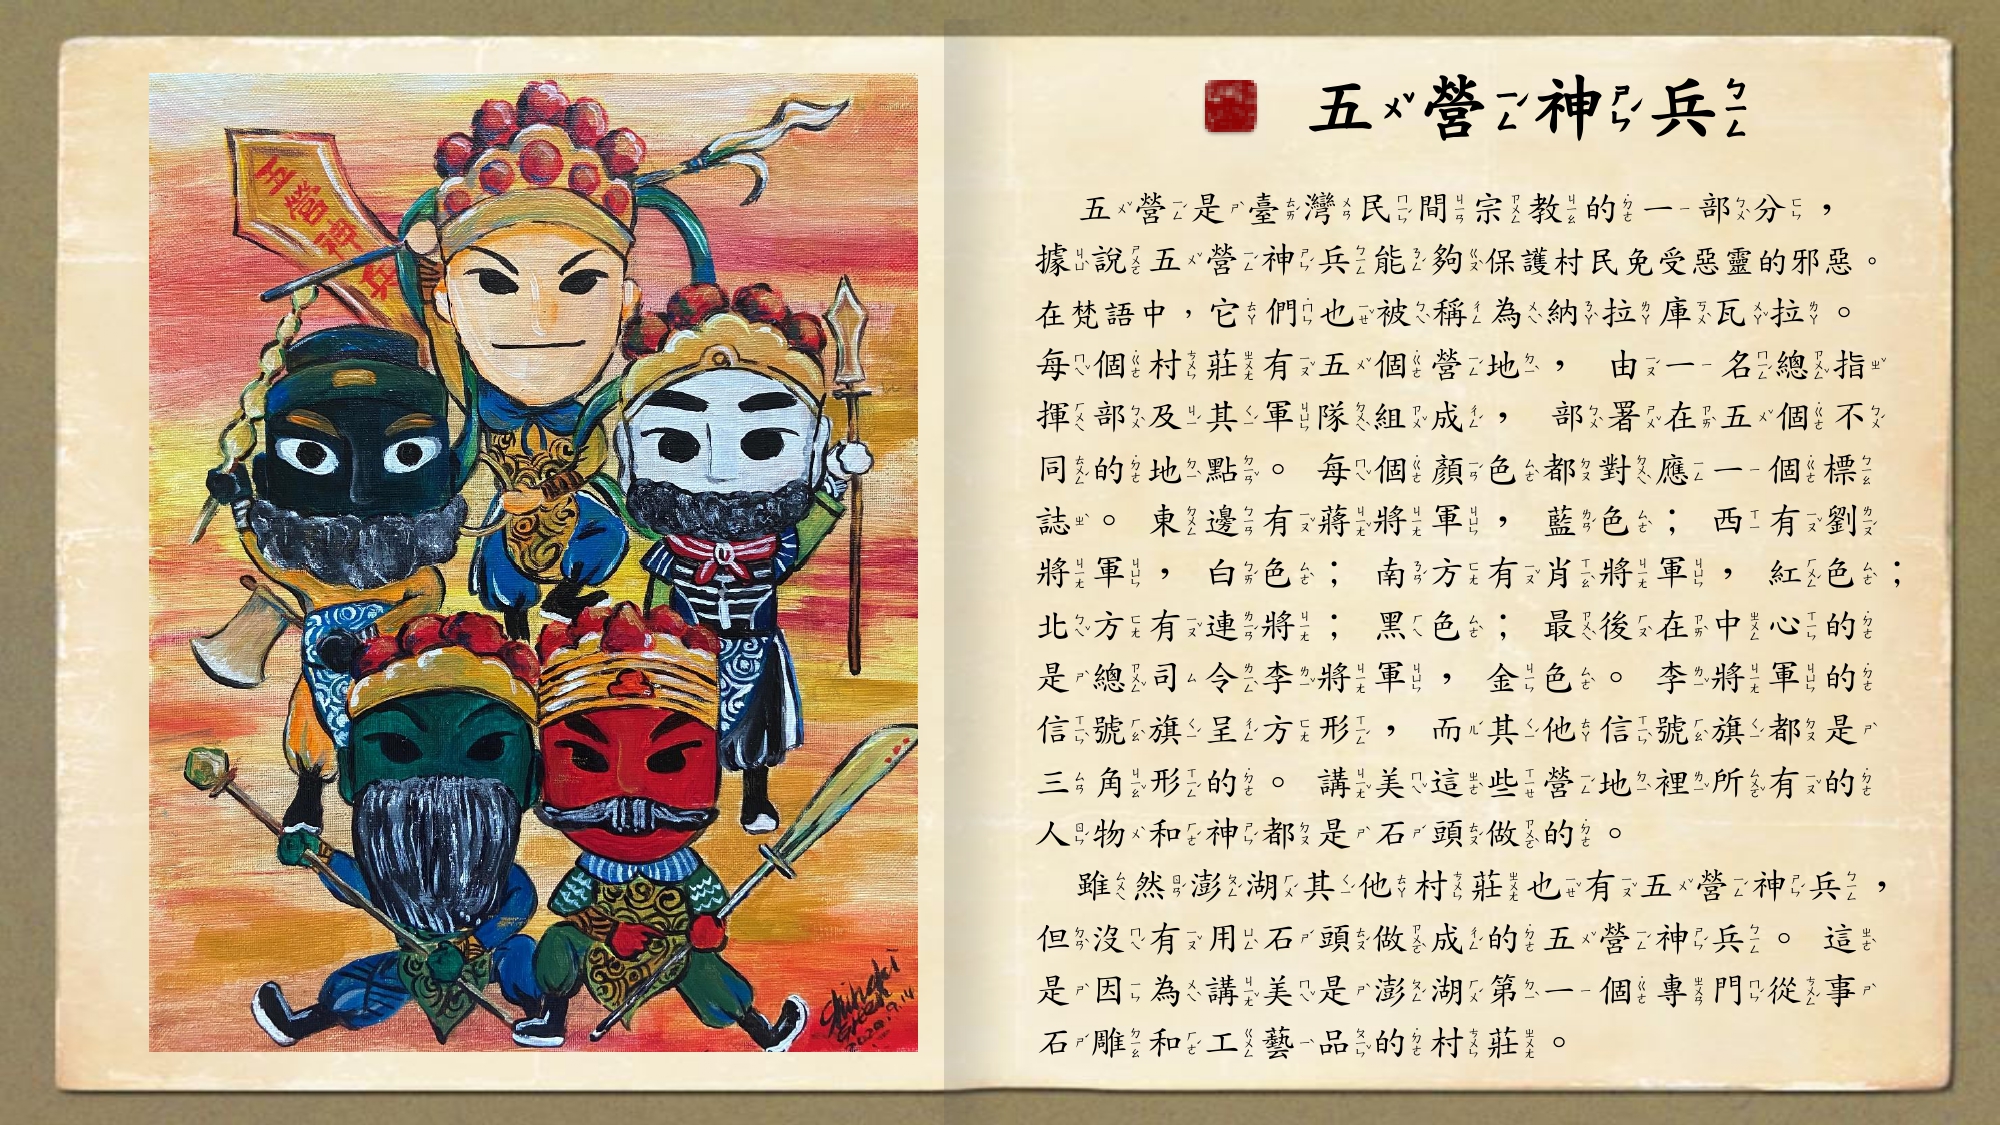 五營神兵
五營神兵
五營是臺灣民間宗教的一部分，
據說五營神兵能夠保護村民免受惡靈的邪惡。
在梵語中，它們也被稱為納拉庫瓦拉。
每個村莊有五個營地， 由一名總指
揮部及其軍隊組成， 部署在五個不
同的地點。 每個顏色都對應一個標
誌。 東邊有蔣將軍， 藍色； 西有劉
將軍， 白色； 南方有肖將軍， 紅色；
北方有連將； 黑色； 最後在中心的
是總司令李將軍， 金色。 李將軍的
信號旗呈方形， 而其他信號旗都是
三角形的。 講美這些營地裡所有的
人物和神都是石頭做的。
雖然澎湖其他村莊也有五營神兵，
但沒有用石頭做成的五營神兵。 這
是因為講美是澎湖第一個專門從事
石雕和工藝品的村莊。
2020.9.14